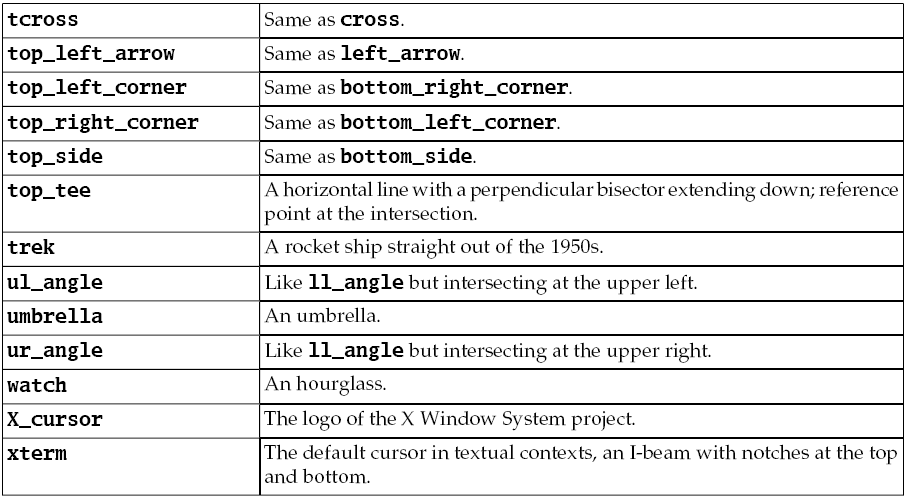 tcross Same as cross.
top_left_arrow Same as left_arrow.
top_left_corner Same as bottom_right_corner.
top_right_corner Same as bottom_left_corner.
top_side Same as bottom_side.
top_tee A horizontal line with a perpendicular bisector extending down; reference
point at the intersection.
trek A rocket ship straight out of the 1950s.
ul_angle Like ll_angle but intersecting at the upper left.
umbrella An umbrella.
ur_angle Like ll_angle but intersecting at the upper right.
watch An hourglass.
X_cursor The logo of the X Window System project.
xterm The default cursor in textual contexts, an I-beam with notches at the top
and bottom.